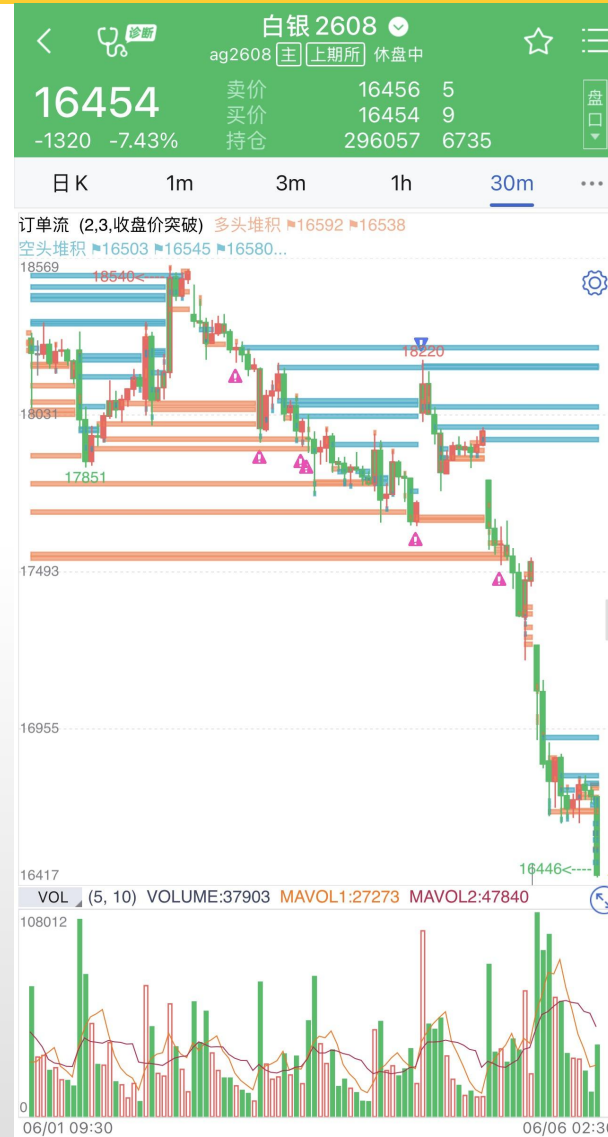 诊断
白银2608
ag2608 主 上期所 休盘中
16454
-1320 -7.43%
卖价 16456 5
买价 16454 9
持仓 296057 6735
盘口
日K 1m 3m 1h 30m
订单流 (2,3,收盘价突破) 多头堆积 16592 16538
空头堆积 16503 16545 16580...
18569
18540<----
18220
18031
17851
17493
16955
16446<----
16417
VOL (5, 10) VOLUME:37903 MAVOL1:27273 MAVOL2:47840
108012
0
06/01 09:30 06/06 02:30